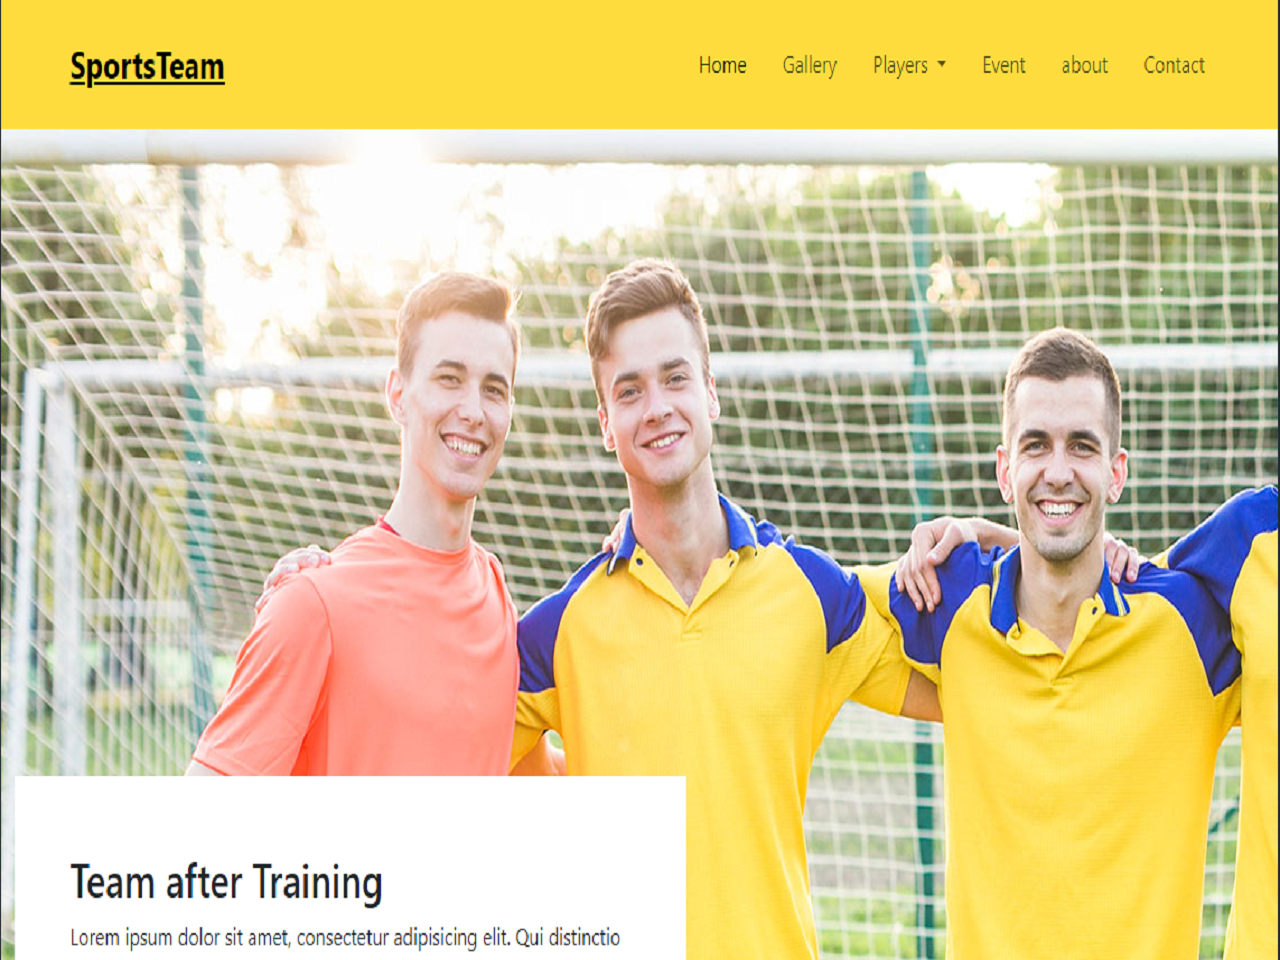 SportsTeam
Home Gallery Players Event about Contact
Team after Training
Lorem ipsum dolor sit amet, consectetur adipisicing elit. Qui distinctio